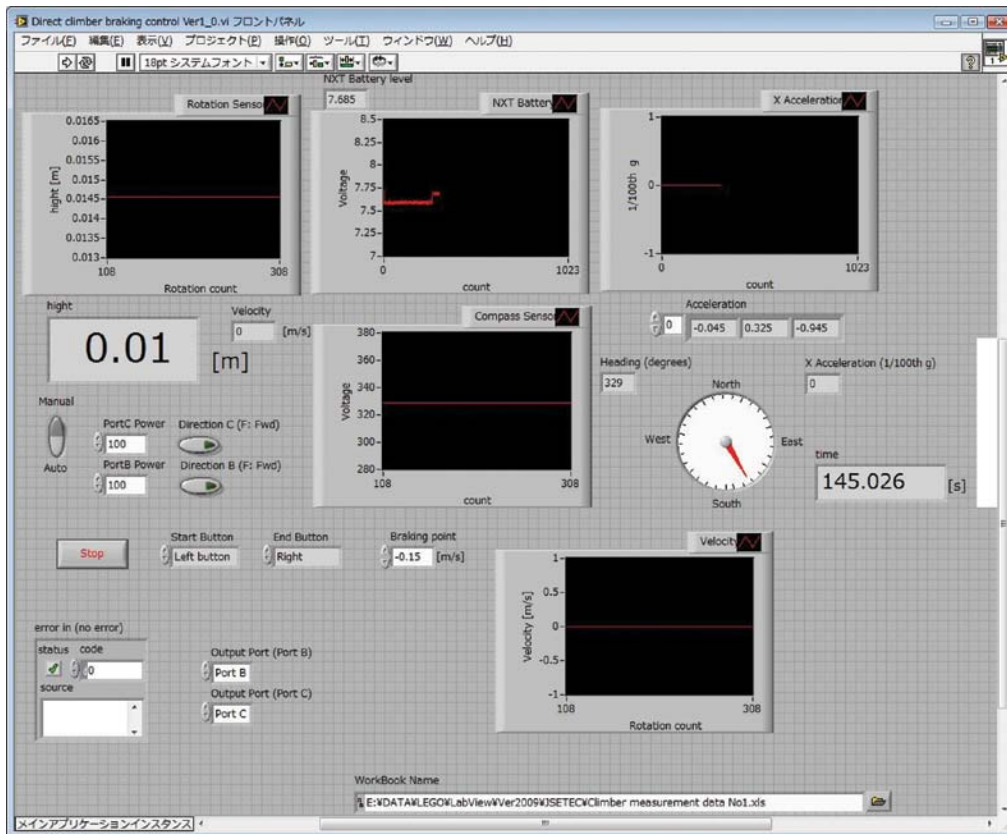 Direct climber braking control Ver1_0.vi フロントパネル
ファイル(F) 編集(E) 表示(V) プロジェクト(P) 操作(O) ツール(T) ウィンドウ(W) ヘルプ(H)
18pt システムフォント
1
NXT Battery level
7.685
Rotation Sensor
hight [m]
0.0165
0.016
0.0155
0.015
0.0145
0.014
0.0135
0.013
108 308
Rotation count
NXT Battery
Voltage
8.5
8
7.75
7.5
7.25
7
0 1023
count
X Acceleration
1/100th g
1
0
-1
0 1023
count
hight
0.01 [m]
Velocity
0 [m/s]
Compass Sensor
Voltage
380
360
340
320
300
280
108 308
count
Acceleration
0 -0.045 0.325 -0.945
Heading (degrees)
329
X Acceleration (1/100th g)
0
North
West East
South
time
145.026 [s]
Manual
Auto
PortC Power Direction C (F: Fwd)
100
PortB Power Direction B (F: Fwd)
100
Stop
Start Button
Left button
End Button
Right
Braking point
-0.15 [m/s]
Velocity
Velocity [m/s]
1
0.5
0
-0.5
-1
108 308
Rotation count
error in (no error)
status code
0
source
Output Port (Port B)
Port B
Output Port (Port C)
Port C
WorkBook Name
E:¥DATA¥LEGO¥LabView¥Ver2009¥JSETEC¥Climber measurement data No1.xls
メインアプリケーションインスタンス